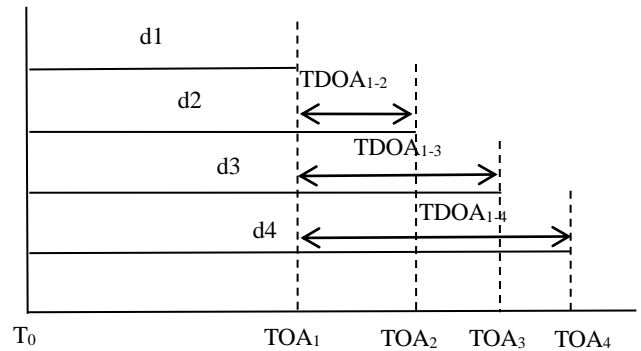 d1
TDOA₁₋₂
d2
TDOA₁₋₃
d3
TDOA₁₋₄
d4
T₀ TOA₁ TOA₂ TOA₃ TOA₄